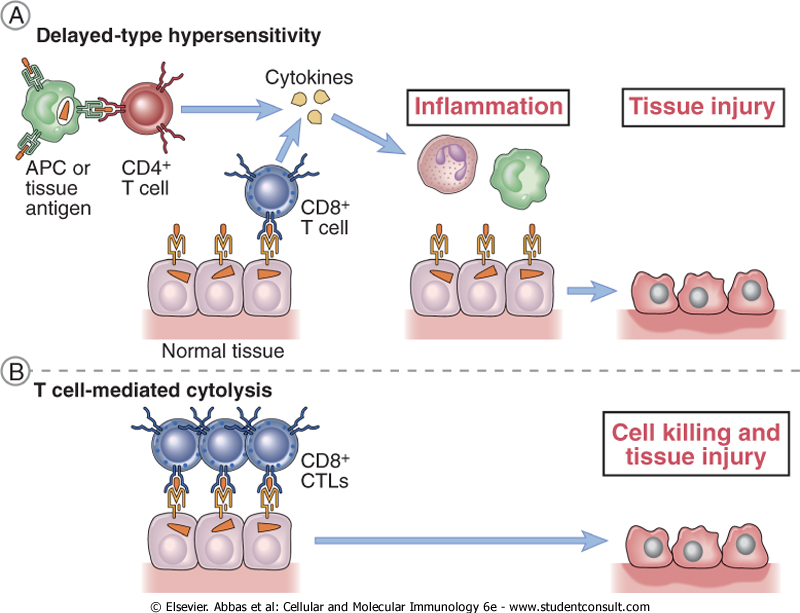 A
Delayed-type hypersensitivity
Cytokines
Inflammation
Tissue injury
APC or
tissue
antigen
CD4+
T cell
CD8+
T cell
Normal tissue
B
T cell-mediated cytolysis
CD8+
CTLs
Cell killing and
tissue injury
© Elsevier. Abbas et al: Cellular and Molecular Immunology 6e - www.studentconsult.com